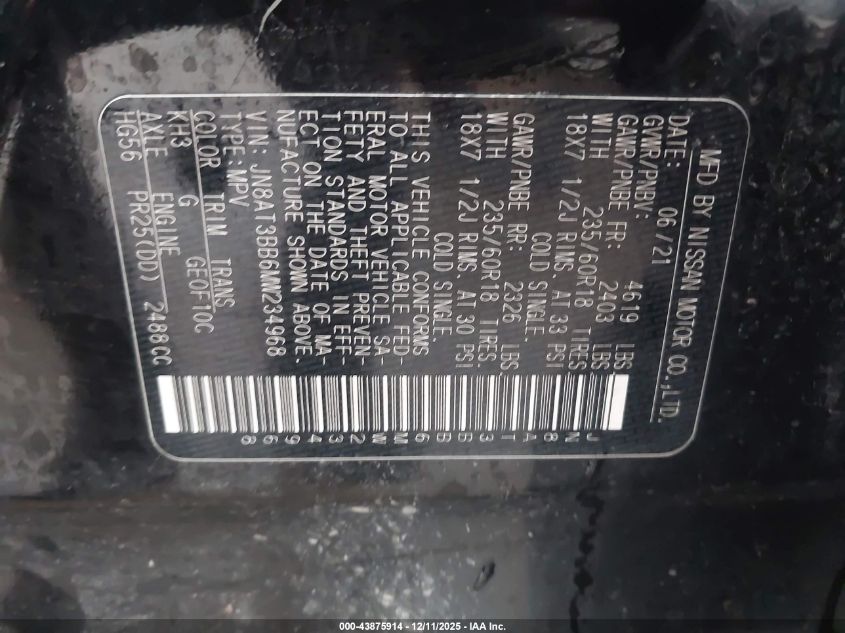 MFD BY NISSAN MOTOR CO.,LTD.
DATE: 06/21
GVWR/PNBV: 4619 LBS
GAWR/PNBE FR: 2403 LBS
WITH 235/60R18 TIRES
18X7 1/2J RIMS, AT 33 PSI
COLD SINGLE.
GAWR/PNBE RR: 2326 LBS
WITH 235/60R18 TIRES.
18X7 1/2J RIMS, AT 30 PSI
COLD SINGLE.
THIS VEHICLE CONFORMS
TO ALL APPLICABLE FED-
ERAL MOTOR VEHICLE SA-
FETY AND THEFT PREVEN-
TION STANDARDS IN EFF-
ECT ON THE DATE OF MA-
NUFACTURE SHOWN ABOVE.
VIN: JN8AT3BB6MW234968
TYPE:MPV
COLOR TRIM TRANS
KH3 G GEOF10C
AXLE ENGINE
HG56 PR25(DD) 2488CC
JN8AT3BB6MW234968
000-43875914 - 12/11/2025 - IAA Inc.